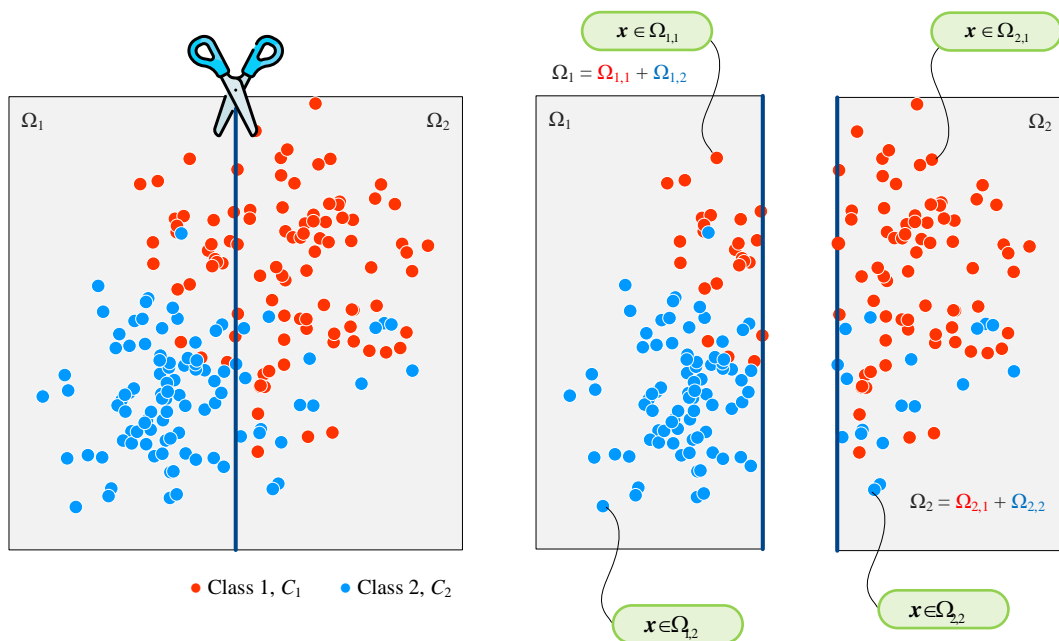 x ∈ Ω1,1
x ∈ Ω2,1
Ω1 = Ω1,1 + Ω1,2
Ω1
Ω2
Ω1
Ω2
Ω2 = Ω2,1 + Ω2,2
Class 1, C1
Class 2, C2
x∈Ω1,2
x∈Ω2,2